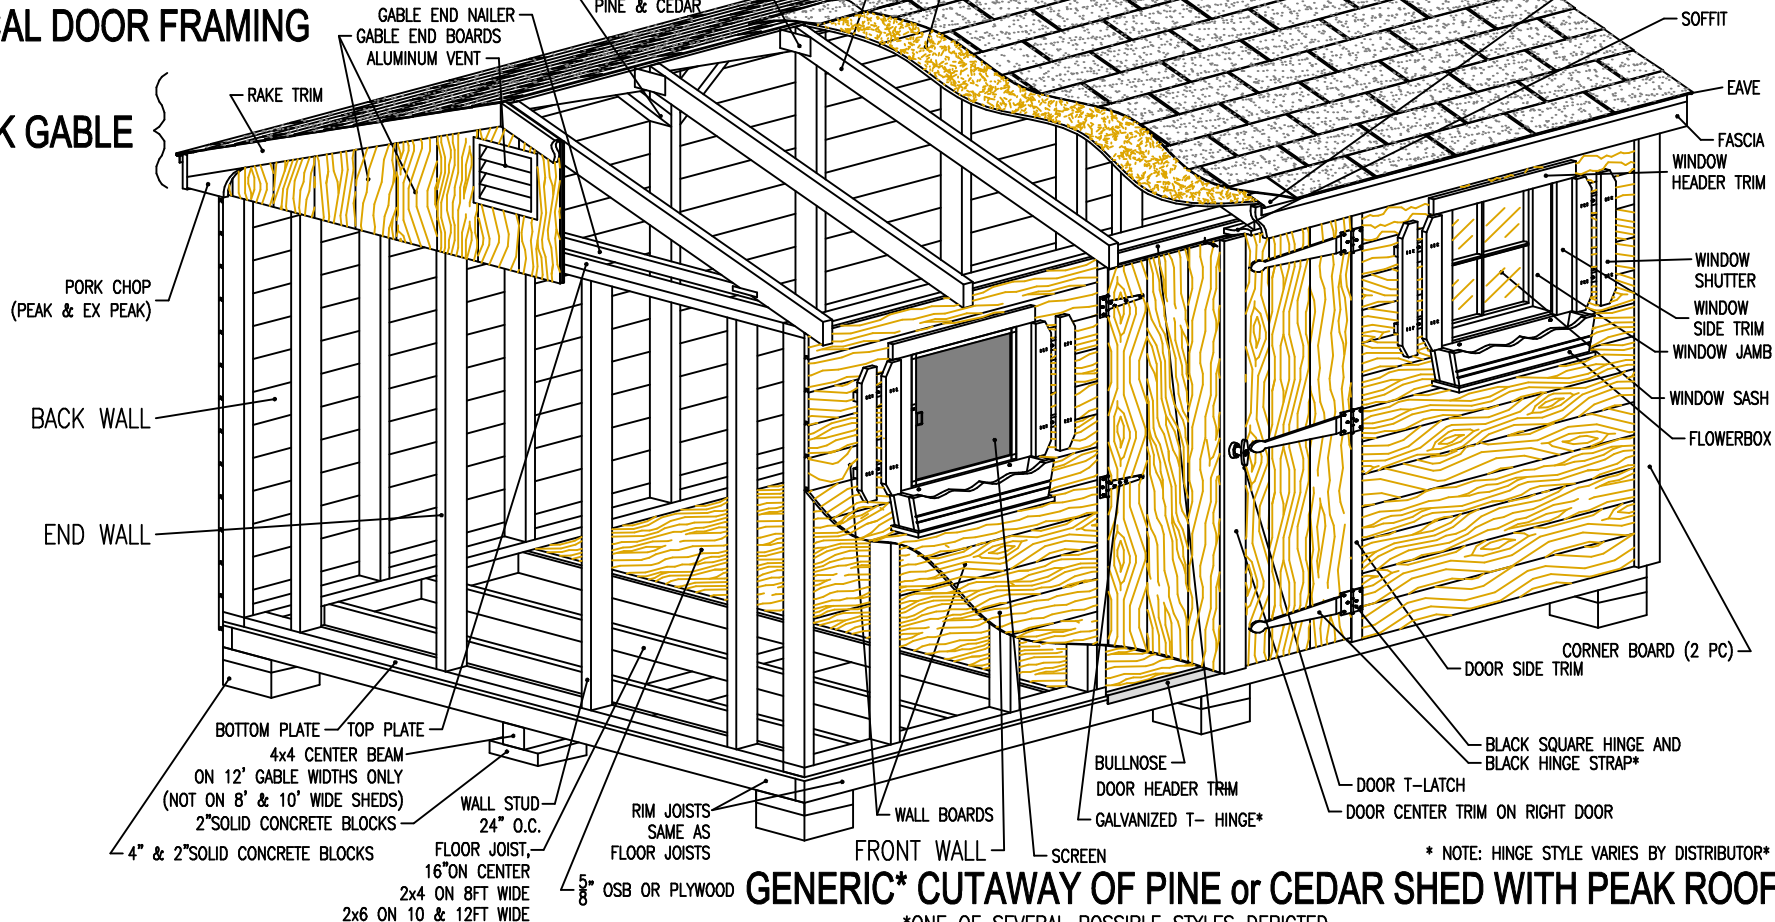 AL DOOR FRAMING
K GABLE
GABLE END NAILER
GABLE END BOARDS
ALUMINUM VENT
PINE & CEDAR
RAKE TRIM
PORK CHOP
(PEAK & EX PEAK)
BACK WALL
END WALL
SOFFIT
EAVE
FASCIA
WINDOW
HEADER TRIM
WINDOW
SHUTTER
WINDOW
SIDE TRIM
WINDOW JAMB
WINDOW SASH
FLOWERBOX
CORNER BOARD (2 PC)
DOOR SIDE TRIM
BLACK SQUARE HINGE AND
BLACK HINGE STRAP*
DOOR T-LATCH
DOOR CENTER TRIM ON RIGHT DOOR
BOTTOM PLATE
TOP PLATE
4x4 CENTER BEAM
ON 12' GABLE WIDTHS ONLY
(NOT ON 8' & 10' WIDE SHEDS)
2"SOLID CONCRETE BLOCKS
4" & 2"SOLID CONCRETE BLOCKS
WALL STUD
24" O.C.
FLOOR JOIST,
16"ON CENTER
2x4 ON 8FT WIDE
2x6 ON 10 & 12FT WIDE
RIM JOISTS
SAME AS
FLOOR JOISTS
5/8" OSB OR PLYWOOD
WALL BOARDS
FRONT WALL
SCREEN
BULLNOSE
DOOR HEADER TRIM
GALVANIZED T- HINGE*
* NOTE: HINGE STYLE VARIES BY DISTRIBUTOR*
GENERIC* CUTAWAY OF PINE or CEDAR SHED WITH PEAK ROOF
*ONE OF SEVERAL POSSIBLE STYLES DEPICTED